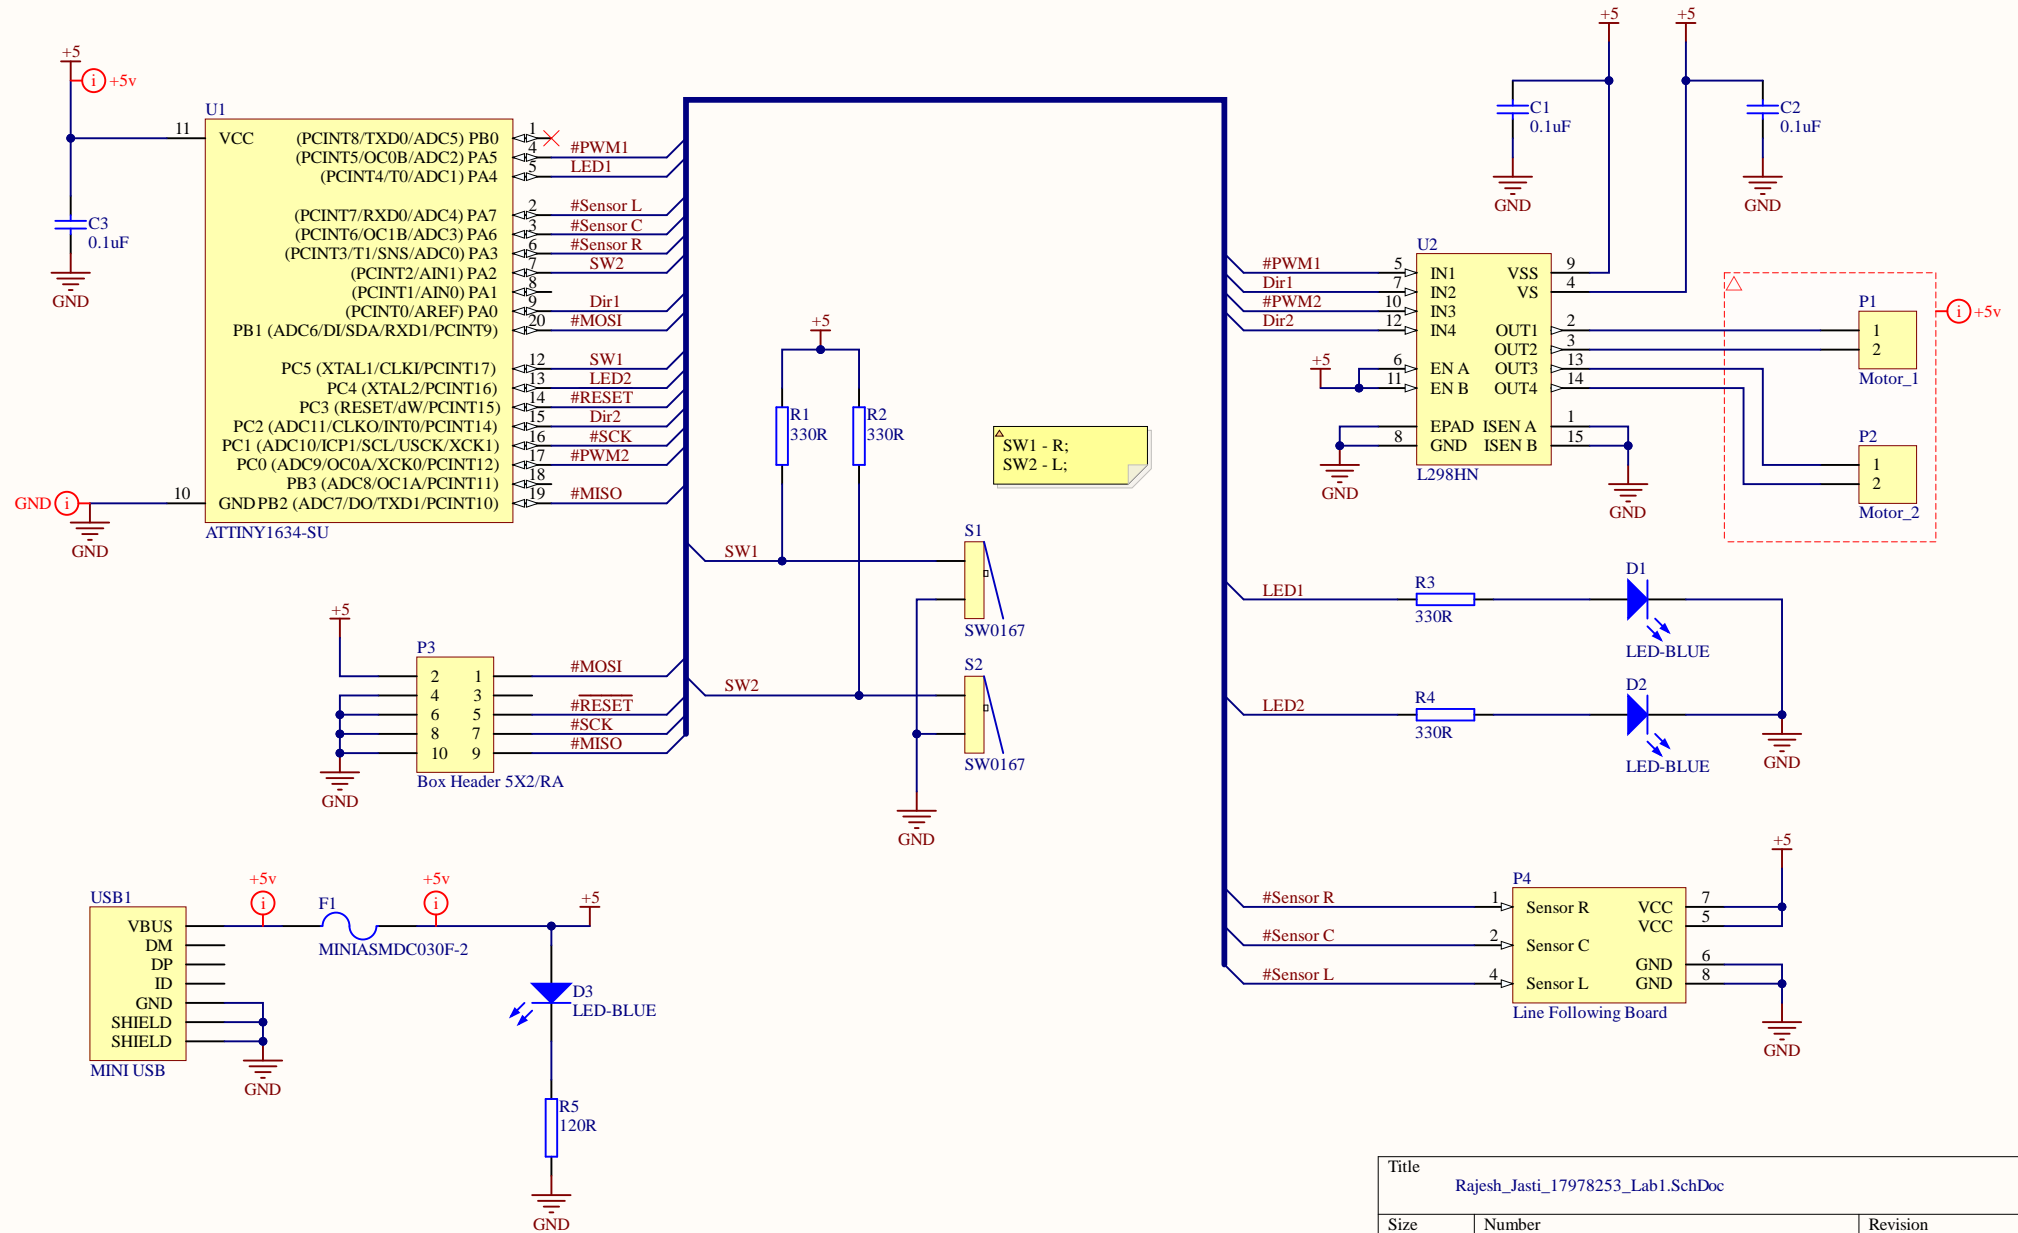 +5
+5v
U1
11
VCC
(PCINT8/TXD0/ADC5) PB0
1
(PCINT5/OC0B/ADC2) PA5
4
#PWM1
(PCINT4/T0/ADC1) PA4
5
LED1
(PCINT7/RXD0/ADC4) PA7
2
#Sensor L
(PCINT6/OC1B/ADC3) PA6
3
#Sensor C
(PCINT3/T1/SNS/ADC0) PA3
6
#Sensor R
(PCINT2/AIN1) PA2
7
SW2
(PCINT1/AIN0) PA1
8
(PCINT0/AREF) PA0
9
Dir1
PB1 (ADC6/DI/SDA/RXD1/PCINT9)
20
#MOSI
PC5 (XTAL1/CLKI/PCINT17)
12
SW1
PC4 (XTAL2/PCINT16)
13
LED2
PC3 (RESET/dW/PCINT15)
14
#RESET
PC2 (ADC11/CLKO/INT0/PCINT14)
15
Dir2
PC1 (ADC10/ICP1/SCL/USCK/XCK1)
16
#SCK
PC0 (ADC9/OC0A/XCK0/PCINT12)
17
#PWM2
PB3 (ADC8/OC1A/PCINT11)
18
GND
10
GND PB2 (ADC7/DO/TXD1/PCINT10)
19
#MISO
GND
ATTINY1634-SU
C3
0.1uF
GND
+5
R1
330R
R2
330R
SW1 - R;
SW2 - L;
SW1
S1
SW0167
SW2
S2
SW0167
GND
+5
P3
2 1
4 3
6 5
8 7
10 9
#MOSI
#RESET
#SCK
#MISO
GND
Box Header 5X2/RA
USB1
VBUS
DM
DP
ID
GND
SHIELD
SHIELD
MINI USB
GND
+5v
F1
MINIASMDC030F-2
+5v
+5
D3
LED-BLUE
R5
120R
GND
+5
+5
C1
0.1uF
GND
C2
0.1uF
GND
U2
#PWM1
5
IN1
VSS
9
Dir1
7
IN2
VS
4
#PWM2
10
IN3
OUT1
2
Dir2
12
IN4
OUT2
3
OUT3
13
OUT4
14
+5
6
EN A
11
EN B
EPAD
ISEN A
1
8
GND
ISEN B
15
L298HN
GND
GND
P1
1
2
Motor_1
+5v
P2
1
2
Motor_2
LED1
R3
330R
D1
LED-BLUE
LED2
R4
330R
D2
LED-BLUE
GND
+5
P4
#Sensor R
1
Sensor R
VCC
7
VCC
5
#Sensor C
2
Sensor C
GND
6
#Sensor L
4
Sensor L
GND
8
Line Following Board
GND
Title
Rajesh_Jasti_17978253_Lab1.SchDoc
Size
Number
Revision